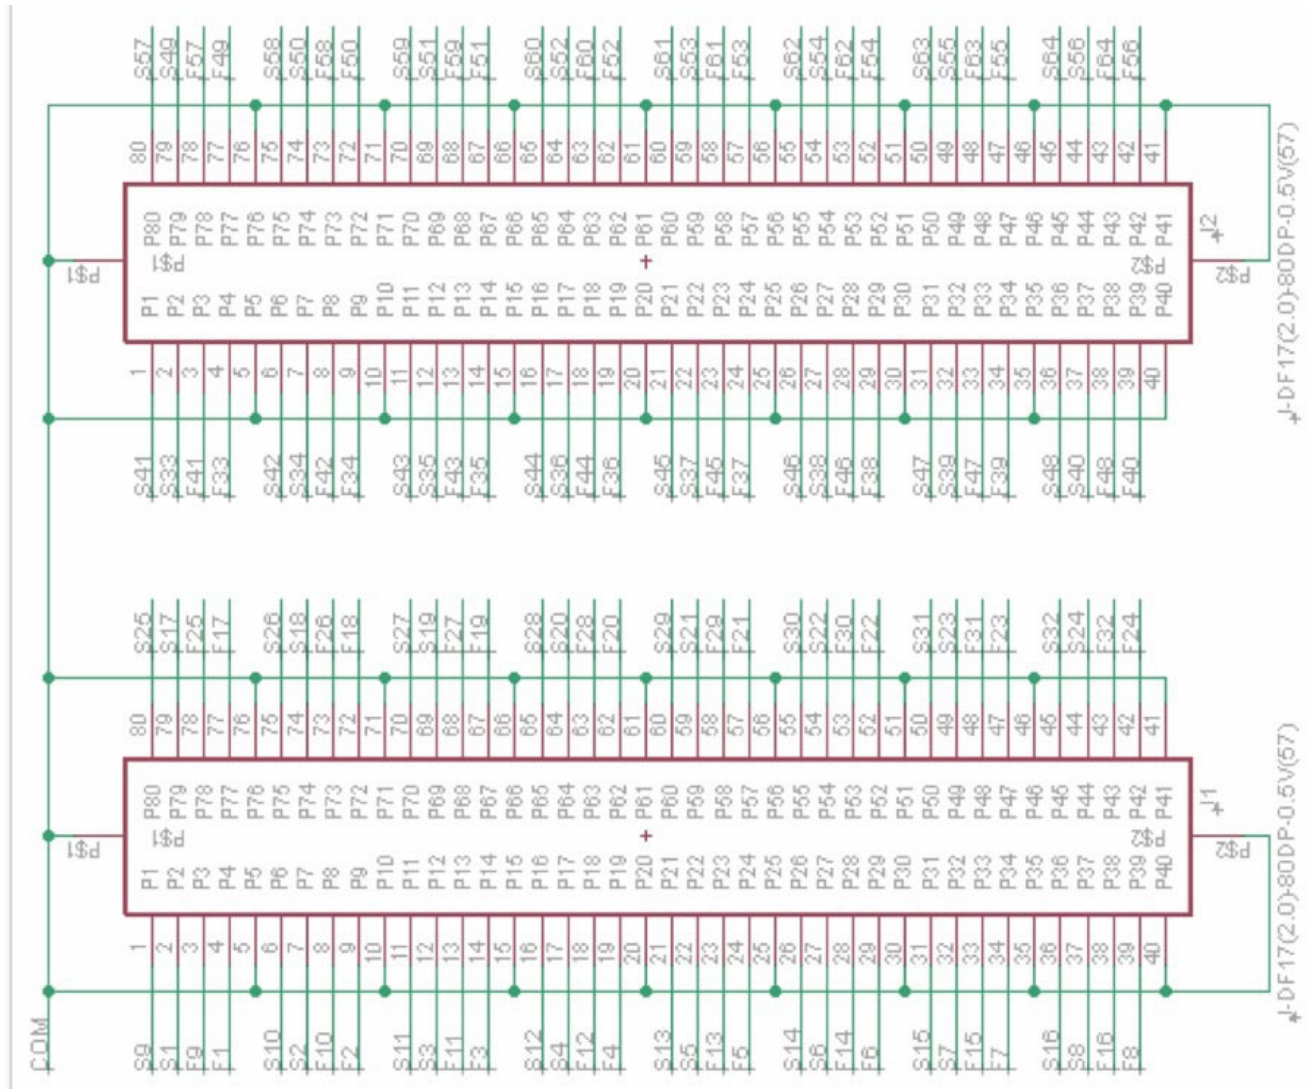 S57 S49 F57 F49 S58 S50 F58 F50 S59 S51 F59 F51 S60 S52 F60 F52 S61 S53 F61 F53 S62 S54 F62 F54 S63 S55 F63 F55 S64 S56 F64 F56
80 79 78 77 76 75 74 73 72 71 70 69 68 67 66 65 64 63 62 61 60 59 58 57 56 55 54 53 52 51 50 49 48 47 46 45 44 43 42 41
P80 P79 P78 P77 P76 P75 P74 P73 P72 P71 P70 P69 P68 P67 P66 P65 P64 P63 P62 P61 P60 P59 P58 P57 P56 P55 P54 P53 P52 P51 P50 P49 P48 P47 P46 P45 P44 P43 P42 P41
J2
P$1 P$1 P$2 P$2
J-DF17(2.0)-80DP-0.5V(57)
P1 P2 P3 P4 P5 P6 P7 P8 P9 P10 P11 P12 P13 P14 P15 P16 P17 P18 P19 P20 P21 P22 P23 P24 P25 P26 P27 P28 P29 P30 P31 P32 P33 P34 P35 P36 P37 P38 P39 P40
1 2 3 4 5 6 7 8 9 10 11 12 13 14 15 16 17 18 19 20 21 22 23 24 25 26 27 28 29 30 31 32 33 34 35 36 37 38 39 40
S41 S33 F41 F33 S42 S34 F42 F34 S43 S35 F43 F35 S44 S36 F44 F36 S45 S37 F45 F37 S46 S38 F46 F38 S47 S39 F47 F39 S48 S40 F48 F40
S25 S17 F25 F17 S26 S18 F26 F18 S27 S19 F27 F19 S28 S20 F28 F20 S29 S21 F29 F21 S30 S22 F30 F22 S31 S23 F31 F23 S32 S24 F32 F24
80 79 78 77 76 75 74 73 72 71 70 69 68 67 66 65 64 63 62 61 60 59 58 57 56 55 54 53 52 51 50 49 48 47 46 45 44 43 42 41
P80 P79 P78 P77 P76 P75 P74 P73 P72 P71 P70 P69 P68 P67 P66 P65 P64 P63 P62 P61 P60 P59 P58 P57 P56 P55 P54 P53 P52 P51 P50 P49 P48 P47 P46 P45 P44 P43 P42 P41
J1
P$1 P$1 P$2 P$2
J-DF17(2.0)-80DP-0.5V(57)
P1 P2 P3 P4 P5 P6 P7 P8 P9 P10 P11 P12 P13 P14 P15 P16 P17 P18 P19 P20 P21 P22 P23 P24 P25 P26 P27 P28 P29 P30 P31 P32 P33 P34 P35 P36 P37 P38 P39 P40
1 2 3 4 5 6 7 8 9 10 11 12 13 14 15 16 17 18 19 20 21 22 23 24 25 26 27 28 29 30 31 32 33 34 35 36 37 38 39 40
COM
S9 S1 F9 F1 S10 S2 F10 F2 S11 S3 F11 F3 S12 S4 F12 F4 S13 S5 F13 F5 S14 S6 F14 F6 S15 S7 F15 F7 S16 S8 F16 F8